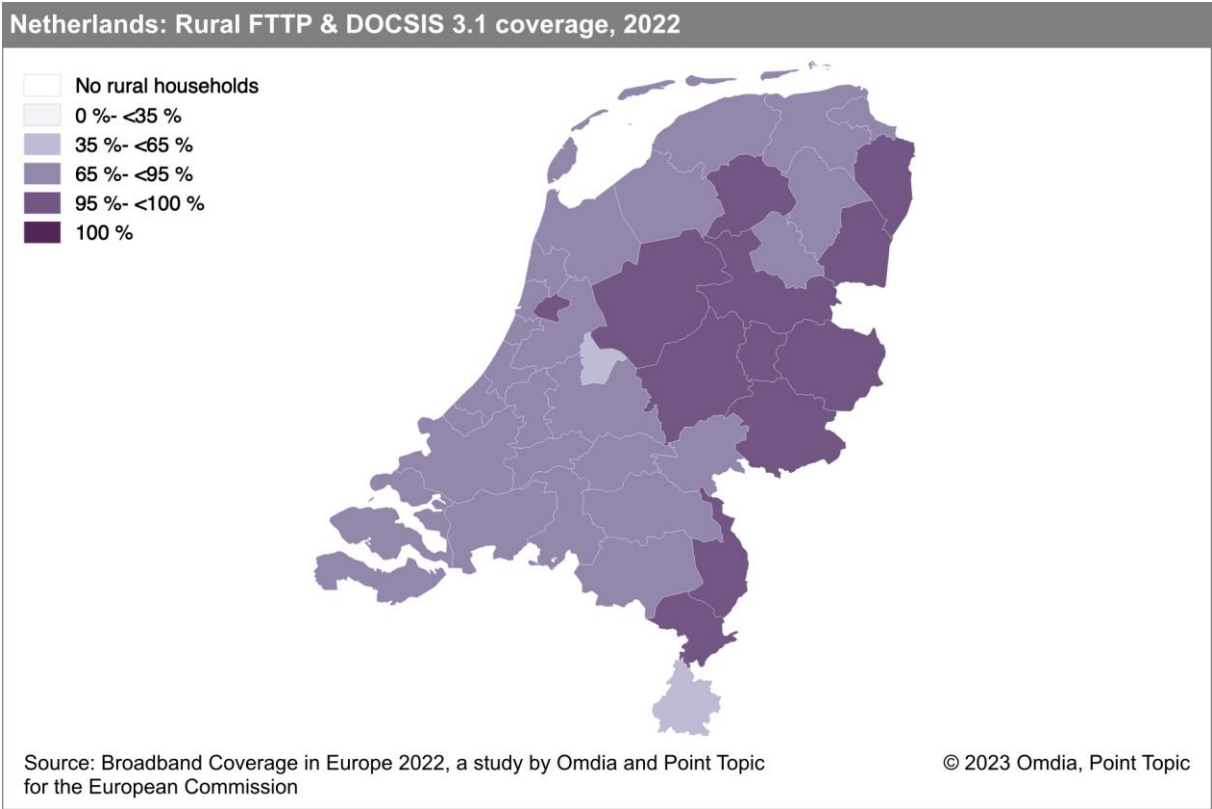 Netherlands: Rural FTTP & DOCSIS 3.1 coverage, 2022
No rural households
0 %- <35 %
35 %- <65 %
65 %- <95 %
95 %- <100 %
100 %
Source: Broadband Coverage in Europe 2022, a study by Omdia and Point Topic
for the European Commission
© 2023 Omdia, Point Topic